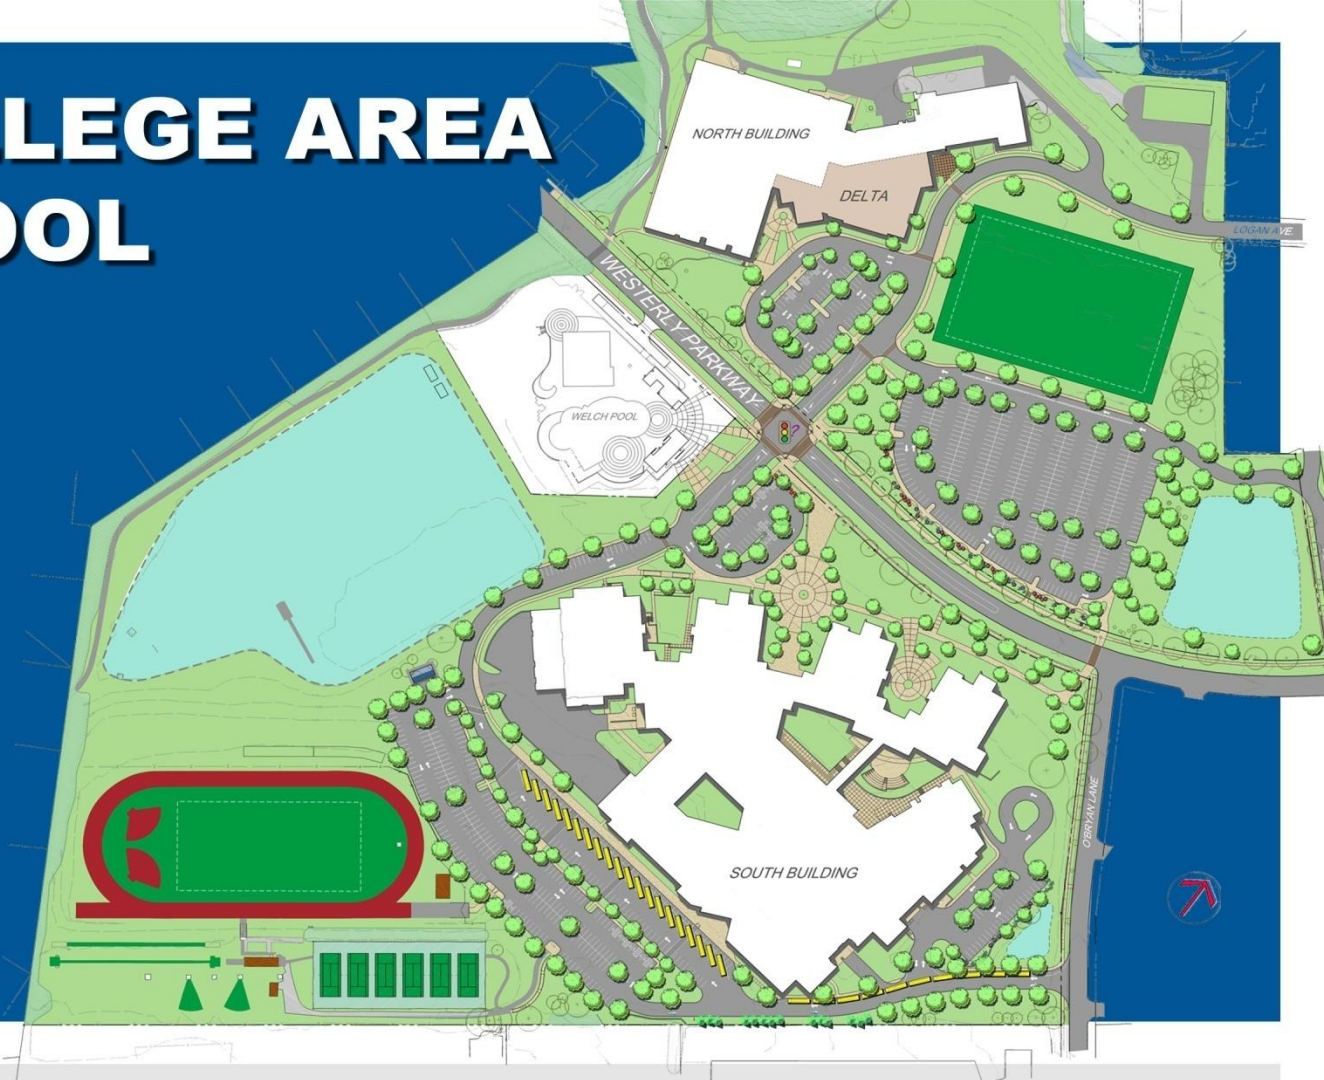 LLEGE AREA
OOL
NORTH BUILDING
DELTA
LOGAN AVE.
WESTERLY PARKWAY
WELCH POOL
?
SOUTH BUILDING
O'BRYAN LANE